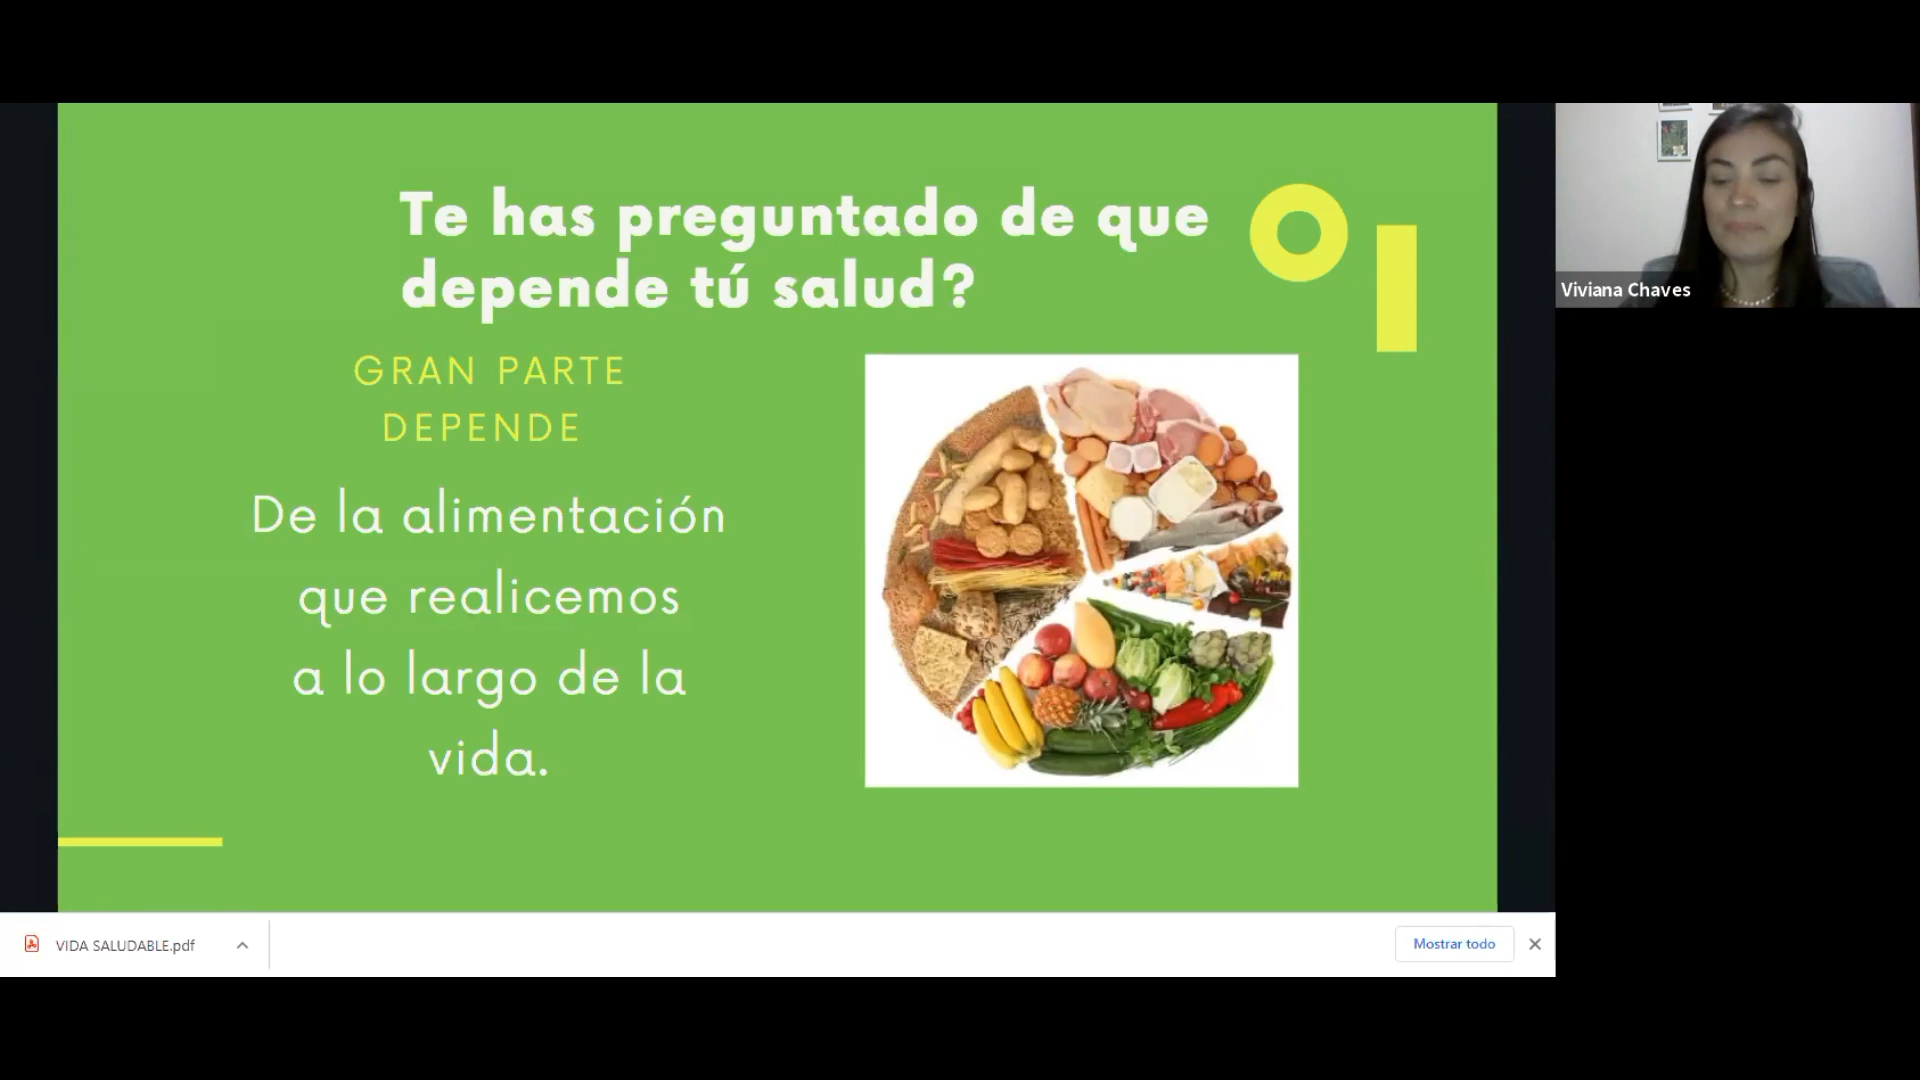 Te has preguntado de que
depende tú salud?
01
GRAN PARTE
DEPENDE
De la alimentación
que realicemos
a lo largo de la
vida.
Viviana Chaves
VIDA SALUDABLE.pdf
Mostrar todo